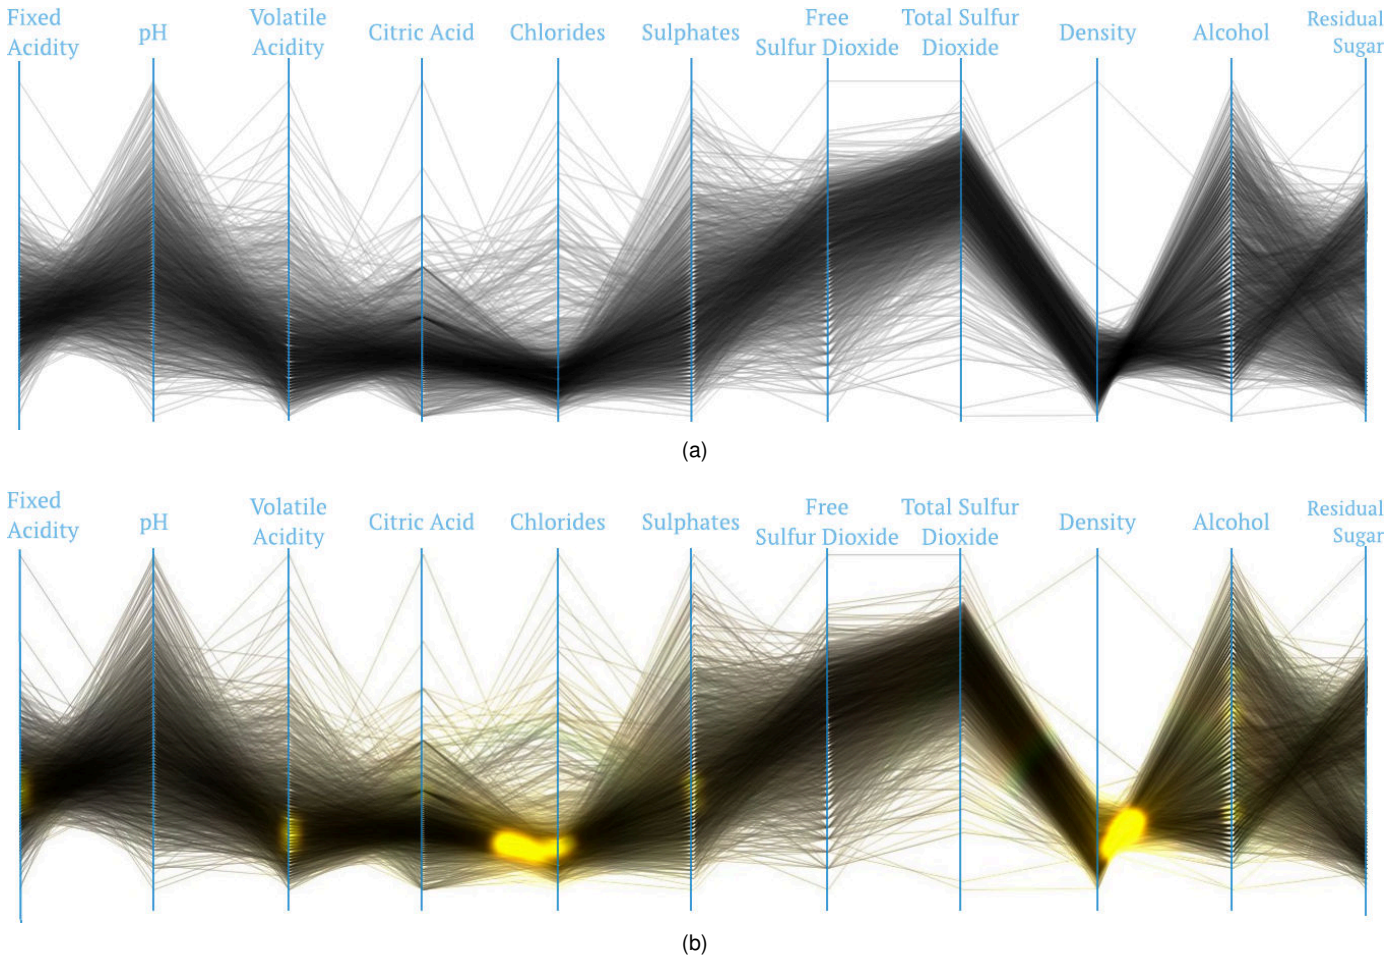 Fixed
Acidity
pH
Volatile
Acidity
Citric Acid
Chlorides
Sulphates
Free
Sulfur Dioxide
Total Sulfur
Dioxide
Density
Alcohol
Residual
Sugar
(a)
Fixed
Acidity
pH
Volatile
Acidity
Citric Acid
Chlorides
Sulphates
Free
Sulfur Dioxide
Total Sulfur
Dioxide
Density
Alcohol
Residual
Sugar
(b)